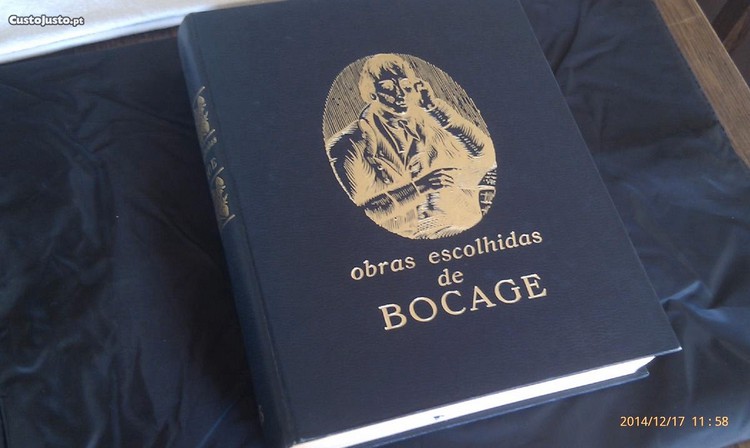 CustoJusto.pt
obras escolhidas
de
BOCAGE
2014/12/17 11:58